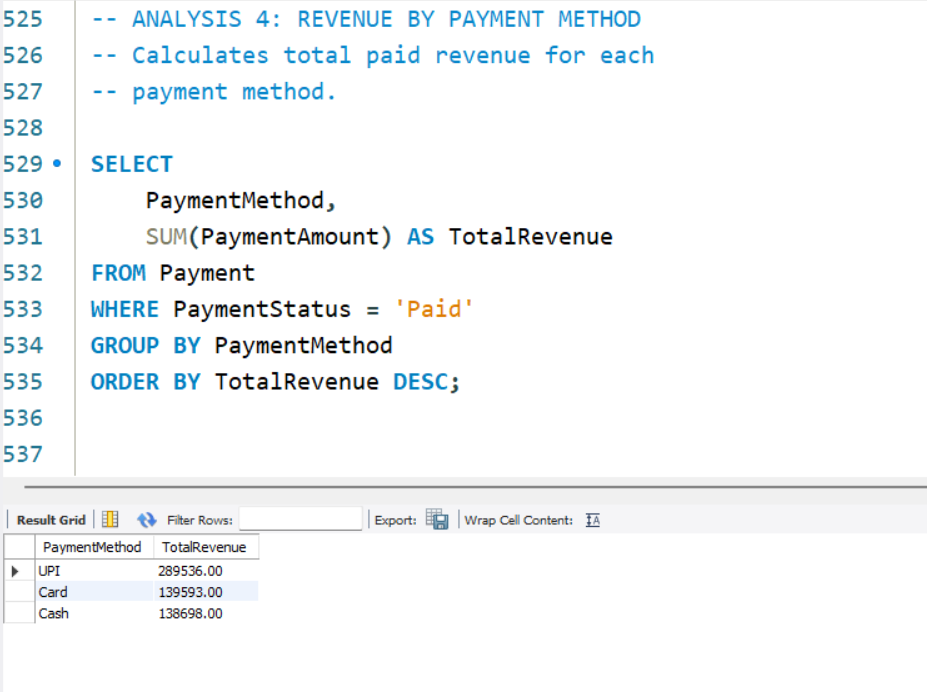 525 -- ANALYSIS 4: REVENUE BY PAYMENT METHOD
526 -- Calculates total paid revenue for each
527 -- payment method.
528
529 SELECT
530 PaymentMethod,
531 SUM(PaymentAmount) AS TotalRevenue
532 FROM Payment
533 WHERE PaymentStatus = 'Paid'
534 GROUP BY PaymentMethod
535 ORDER BY TotalRevenue DESC;
536
537
Result Grid Filter Rows: Export: Wrap Cell Content: IA
PaymentMethod TotalRevenue
UPI 289536.00
Card 139593.00
Cash 138698.00